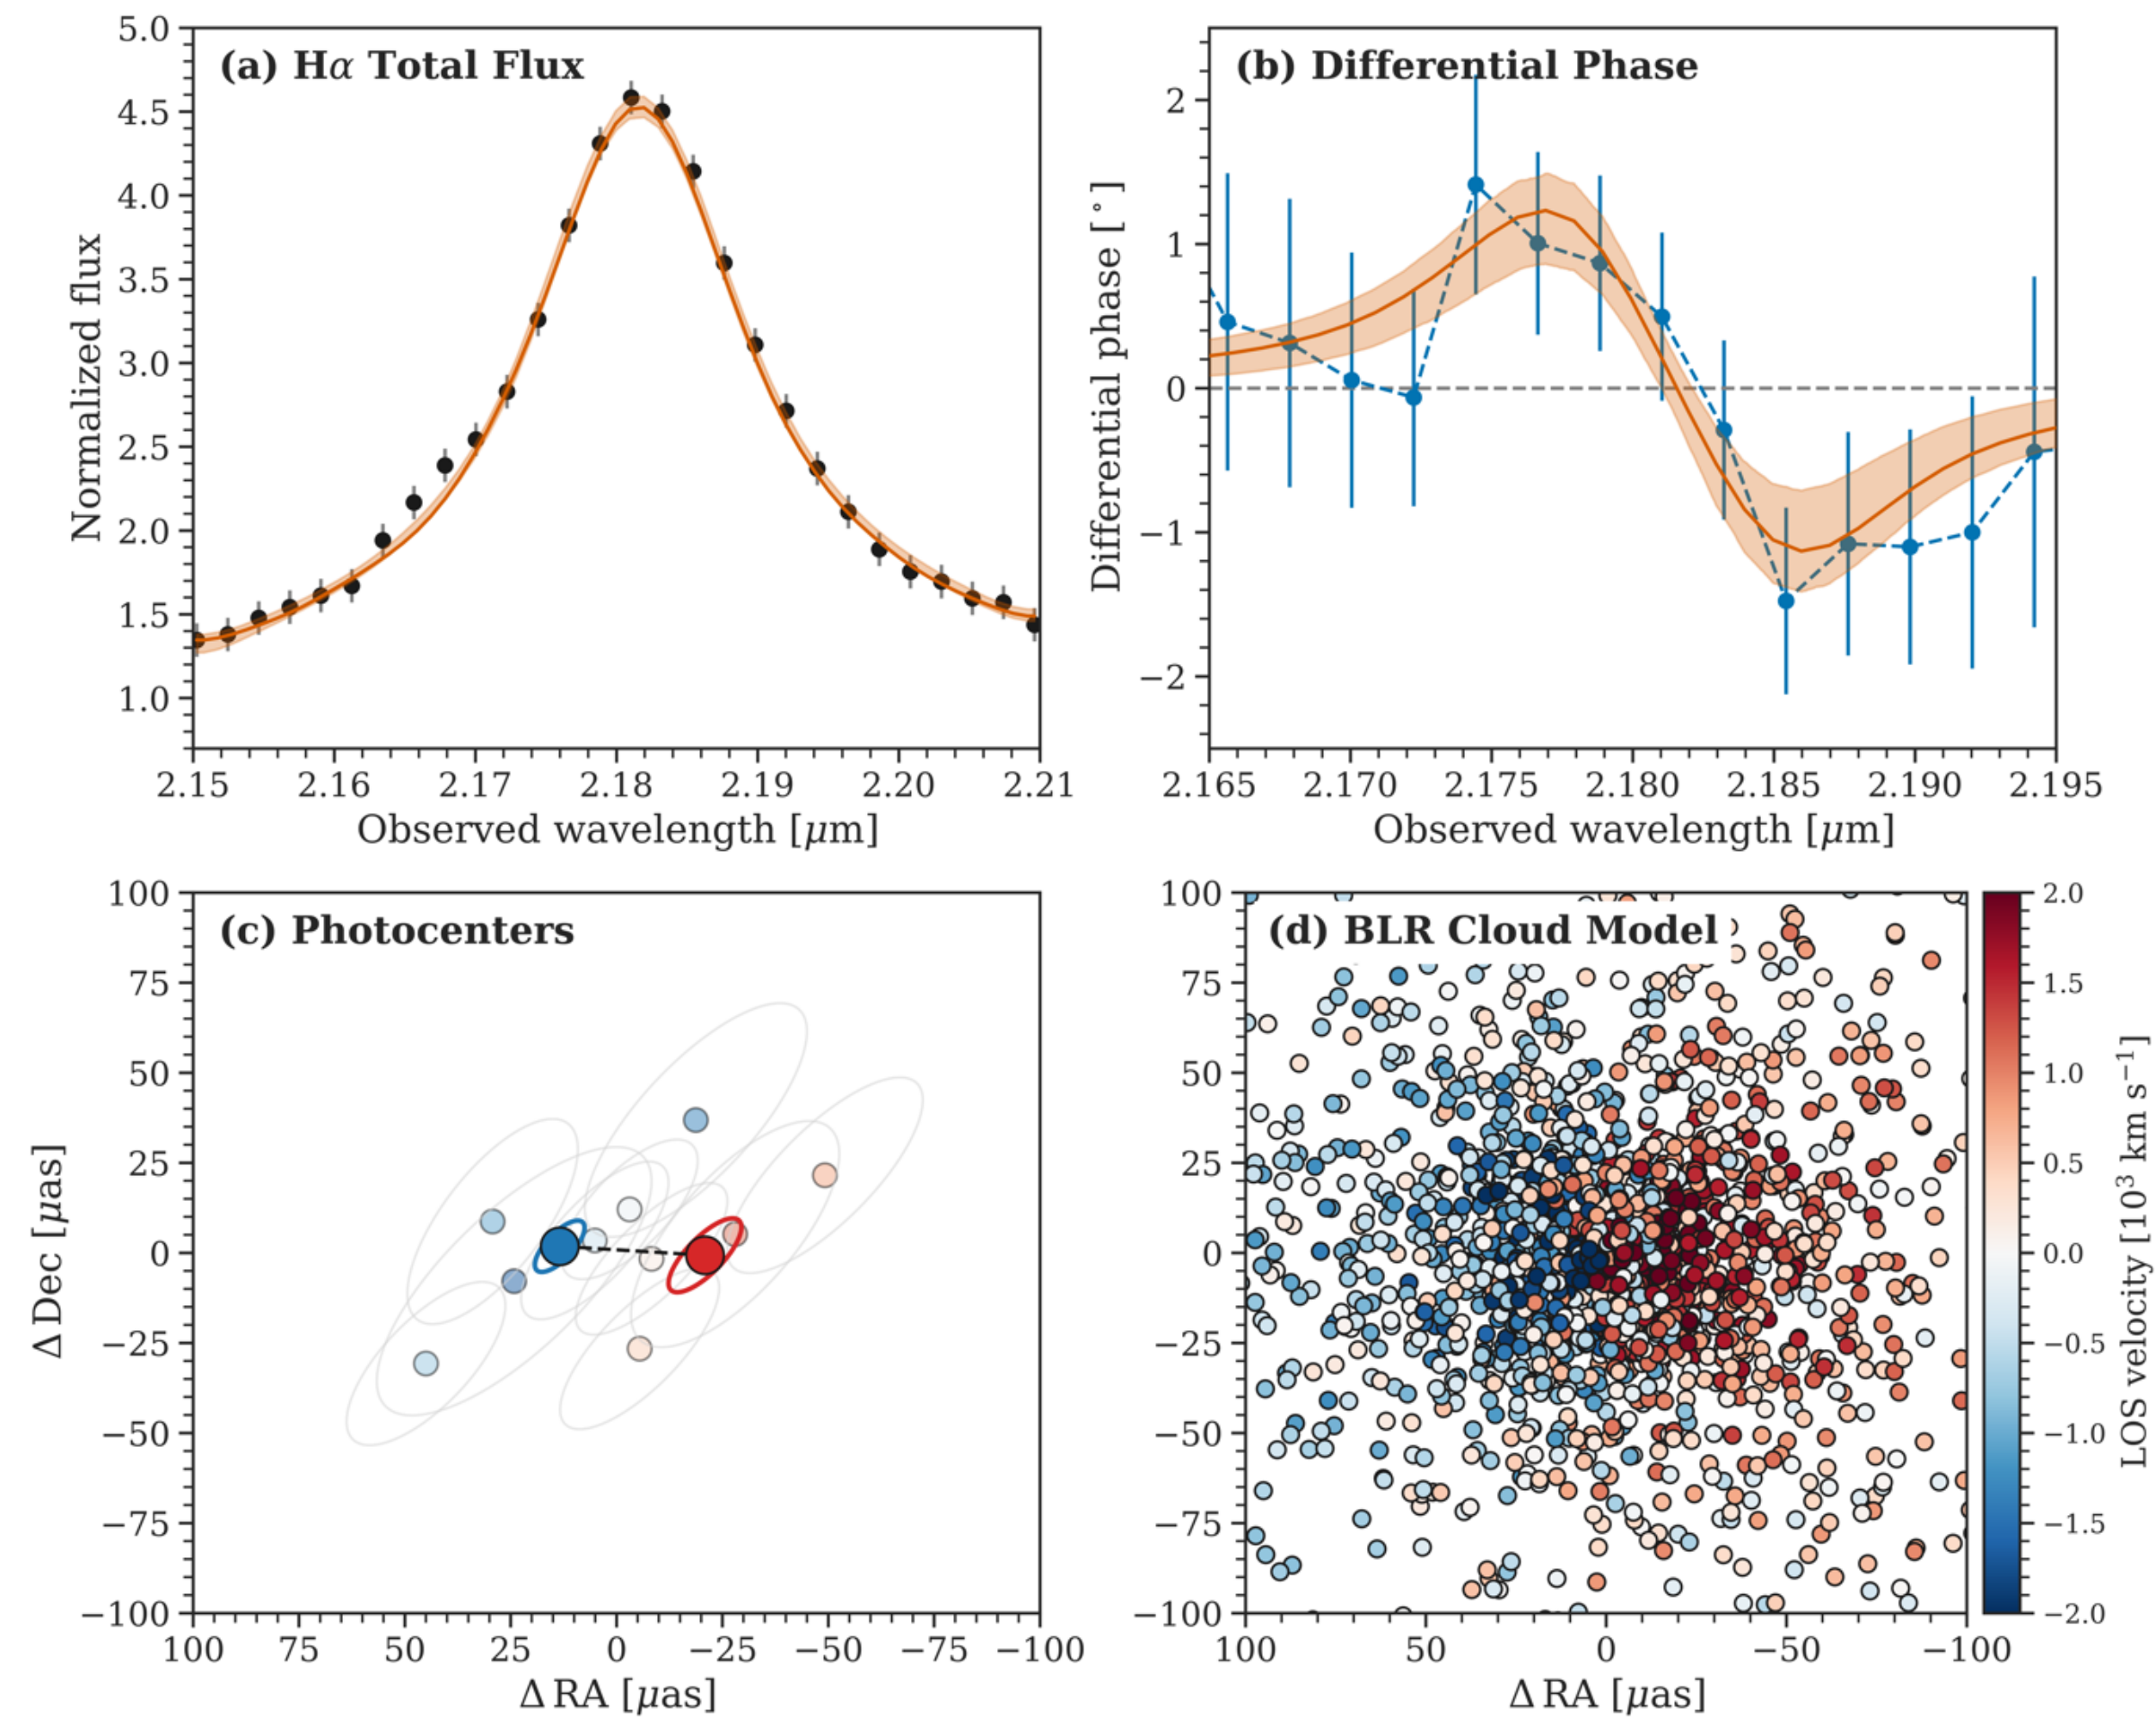 (a) Hα Total Flux
Normalized flux
5.0
4.5
4.0
3.5
3.0
2.5
2.0
1.5
1.0
2.15 2.16 2.17 2.18 2.19 2.20 2.21
Observed wavelength [μm]
(b) Differential Phase
Differential phase [°]
2
1
0
−1
−2
2.165 2.170 2.175 2.180 2.185 2.190 2.195
Observed wavelength [μm]
(c) Photocenters
Δ Dec [μas]
100
75
50
25
0
−25
−50
−75
−100
100 75 50 25 0 −25 −50 −75 −100
Δ RA [μas]
(d) BLR Cloud Model
100
75
50
25
0
−25
−50
−75
−100
100 50 0 −50 −100
Δ RA [μas]
2.0
1.5
1.0
0.5
0.0
−0.5
−1.0
−1.5
−2.0
LOS velocity [10³ km s⁻¹]